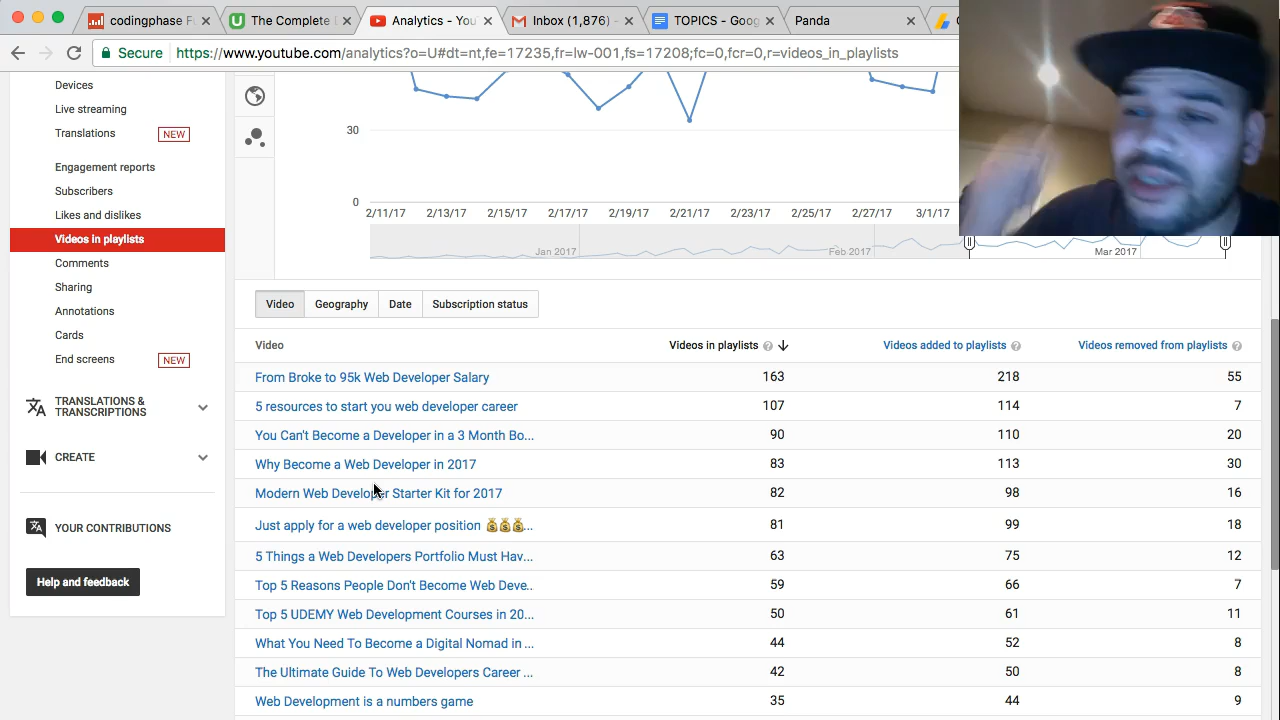 codingphase F
The Complete
Analytics - You
Inbox (1,876) -
TOPICS - Goog
Panda
Secure https://www.youtube.com/analytics?o=U#dt=nt,fe=17235,fr=lw-001,fs=17208;fc=0,fcr=0,r=videos_in_playlists
Devices
Live streaming
Translations NEW
Engagement reports
Subscribers
Likes and dislikes
Videos in playlists
Comments
Sharing
Annotations
Cards
End screens NEW
TRANSLATIONS &
TRANSCRIPTIONS
CREATE
YOUR CONTRIBUTIONS
Help and feedback
30
0
2/11/17 2/13/17 2/15/17 2/17/17 2/19/17 2/21/17 2/23/17 2/25/17 2/27/17 3/1/17
Jan 2017 Feb 2017 Mar 2017
Video Geography Date Subscription status
Video Videos in playlists Videos added to playlists Videos removed from playlists
From Broke to 95k Web Developer Salary 163 218 55
5 resources to start you web developer career 107 114 7
You Can't Become a Developer in a 3 Month Bo... 90 110 20
Why Become a Web Developer in 2017 83 113 30
Modern Web Developer Starter Kit for 2017 82 98 16
Just apply for a web developer position 💰💰💰... 81 99 18
5 Things a Web Developers Portfolio Must Hav... 63 75 12
Top 5 Reasons People Don't Become Web Deve.. 59 66 7
Top 5 UDEMY Web Development Courses in 20... 50 61 11
What You Need To Become a Digital Nomad in ... 44 52 8
The Ultimate Guide To Web Developers Career ... 42 50 8
Web Development is a numbers game 35 44 9